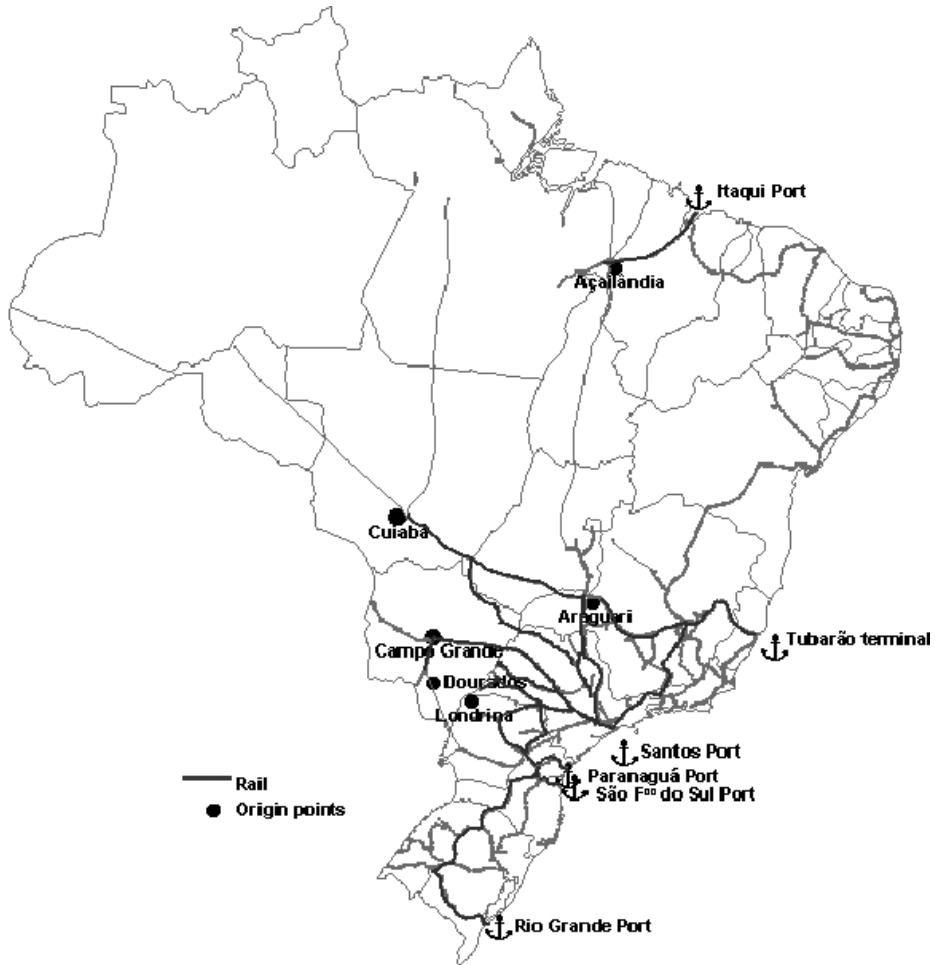 Itaqui Port
Açailândia
Cuiabá
Araguari
Tubarão terminal
Campo Grande
Dourados
Londrina
Santos Port
Paranaguá Port
São Fᶜᵒ do Sul Port
Rail
Origin points
Rio Grande Port